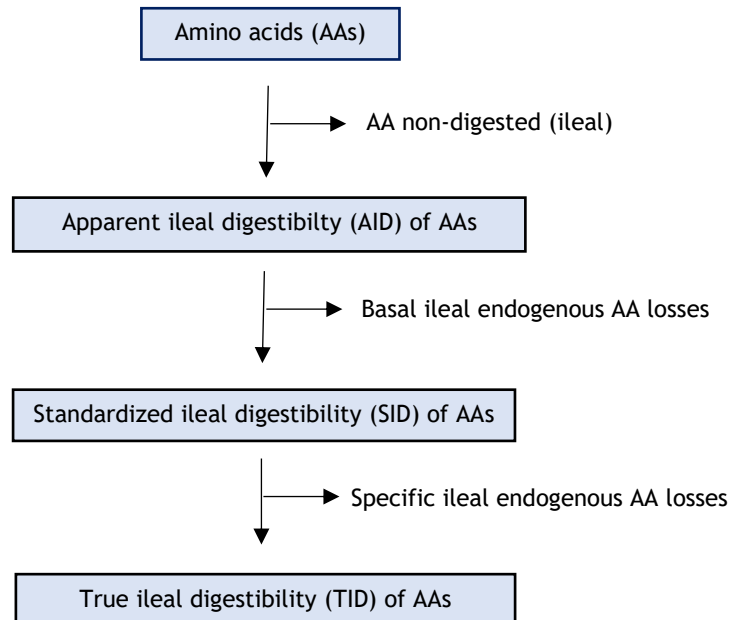 Amino acids (AAs)
AA non-digested (ileal)
Apparent ileal digestibilty (AID) of AAs
Basal ileal endogenous AA losses
Standardized ileal digestibility (SID) of AAs
Specific ileal endogenous AA losses
True ileal digestibility (TID) of AAs